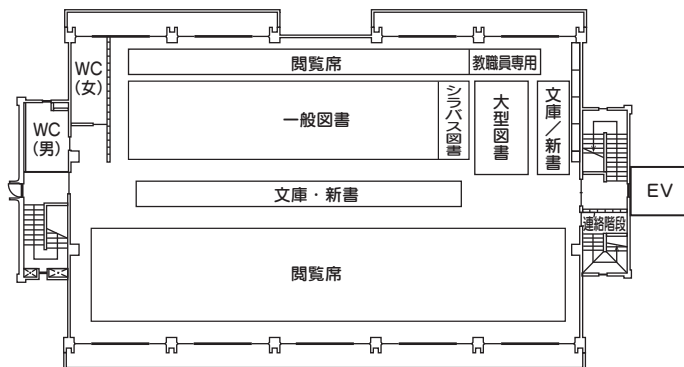 WC
(女)
閲覧席
教職員専用
WC
(男)
一般図書
シラバス図書
大型図書
文庫／新書
文庫・新書
EV
連絡階段
閲覧席